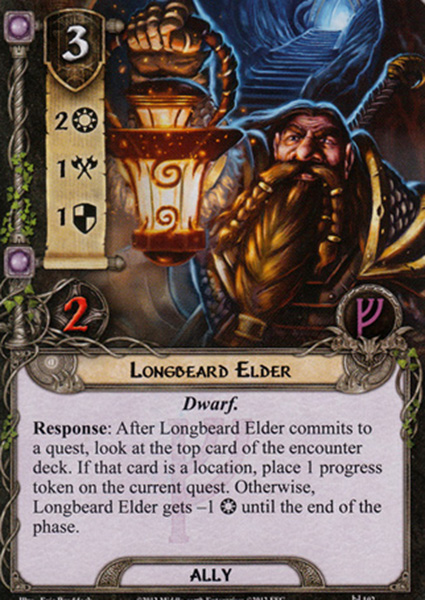 3
2
1
1
2
LONGBEARD ELDER
Dwarf.
Response: After Longbeard Elder commits to
a quest, look at the top card of the encounter
deck. If that card is a location, place 1 progress
token on the current quest. Otherwise,
Longbeard Elder gets –1 until the end of the
phase.
ALLY